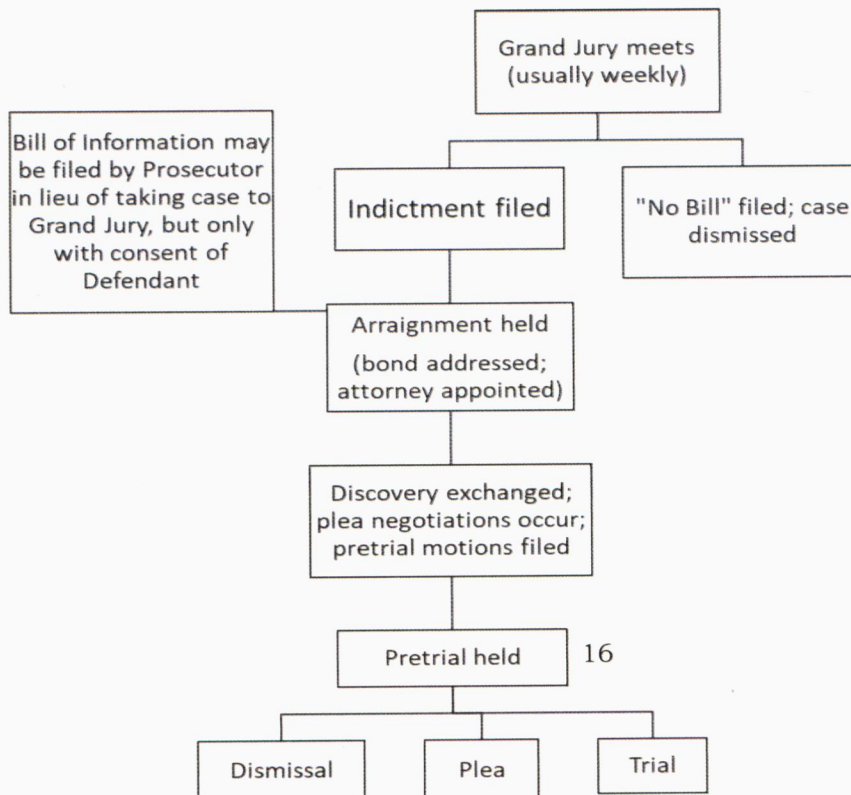 Grand Jury meets
(usually weekly)
Bill of Information may
be filed by Prosecutor
in lieu of taking case to
Grand Jury, but only
with consent of
Defendant
Indictment filed
"No Bill" filed; case
dismissed
Arraignment held
(bond addressed;
attorney appointed)
Discovery exchanged;
plea negotiations occur;
pretrial motions filed
Pretrial held
16
Dismissal
Plea
Trial